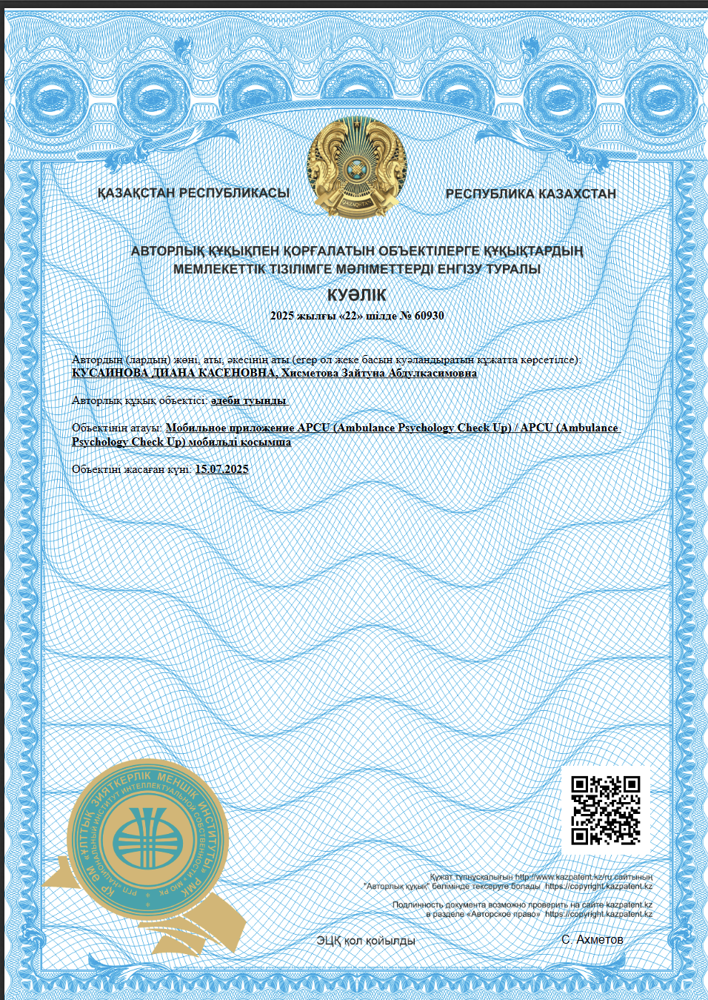 ҚАЗАҚСТАН РЕСПУБЛИКАСЫ
РЕСПУБЛИКА КАЗАХСТАН
QAZAQSTAN
АВТОРЛЫҚ ҚҰҚЫҚПЕН ҚОРҒАЛАТЫН ОБЪЕКТІЛЕРГЕ ҚҰҚЫҚТАРДЫҢ
МЕМЛЕКЕТТІК ТІЗІЛІМГЕ МӘЛІМЕТТЕРДІ ЕНГІЗУ ТУРАЛЫ
КУӘЛІК
2025 жылғы «22» шілде № 60930
Автордың (лардың) жөні, аты, әкесінің аты (егер ол жеке басын куәландыратын құжатта көрсетілсе):
КУСАИНОВА ДИАНА КАСЕНОВНА, Хисметова Зайтуна Абдулкасимовна
Авторлық құқық объектісі: әдеби туынды
Объектінің атауы: Мобильное приложение APCU (Ambulance Psychology Check Up) / APCU (Ambulance
Psychology Check Up) мобильді қосымша
Объектіні жасаған күні: 15.07.2025
ҚР ӘМ «ҰЛТТЫҚ ЗИЯТКЕРЛІК МЕНШІК ИНСТИТУТЫ» РМК
РГП «НАЦИОНАЛЬНЫЙ ИНСТИТУТ ИНТЕЛЛЕКТУАЛЬНОЙ СОБСТВЕННОСТИ» МЮ РК
Құжат түпнұсқалығын http://www.kazpatent.kz/ru сайтының
"Авторлық құқық" бөлімінде тексеруге болады https://copyright.kazpatent.kz
Подлинность документа возможно проверить на сайте kazpatent.kz
в разделе «Авторское право» https://copyright.kazpatent.kz
ЭЦҚ қол қойылды
С. Ахметов